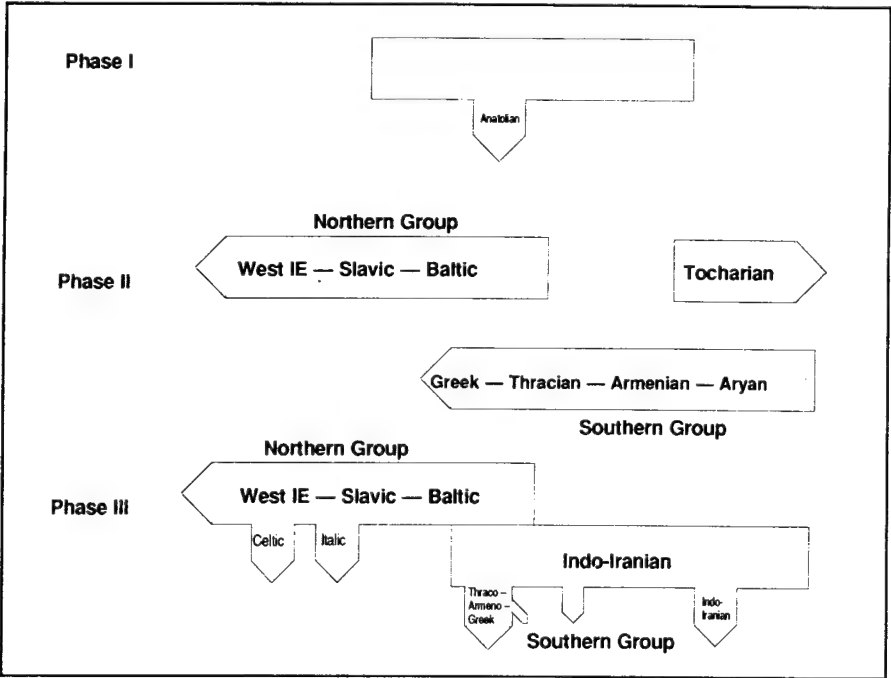 Phase I
Anatolian
Northern Group
West IE — Slavic — Baltic
Tocharian
Phase II
Greek — Thracian — Armenian — Aryan
Southern Group
Northern Group
West IE — Slavic — Baltic
Phase III
Celtic
Italic
Indo-Iranian
Thraco –
Armeno –
Greek
Indo-
Iranian
Southern Group